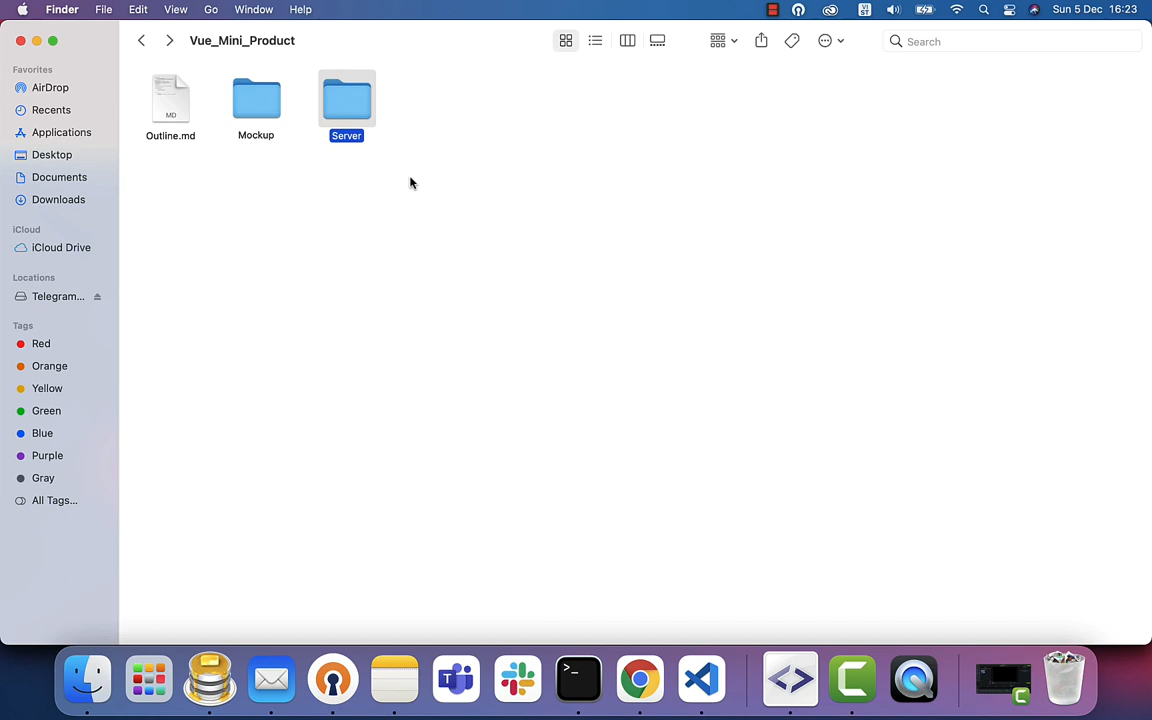 Finder File Edit View Go Window Help VI ST Sun 5 Dec 16:23
Vue_Mini_Product
Search
Favorites
AirDrop
Recents
Applications
Desktop
Documents
Downloads
iCloud
iCloud Drive
Locations
Telegram...
Tags
Red
Orange
Yellow
Green
Blue
Purple
Gray
All Tags...
MD
Outline.md
Mockup
Server